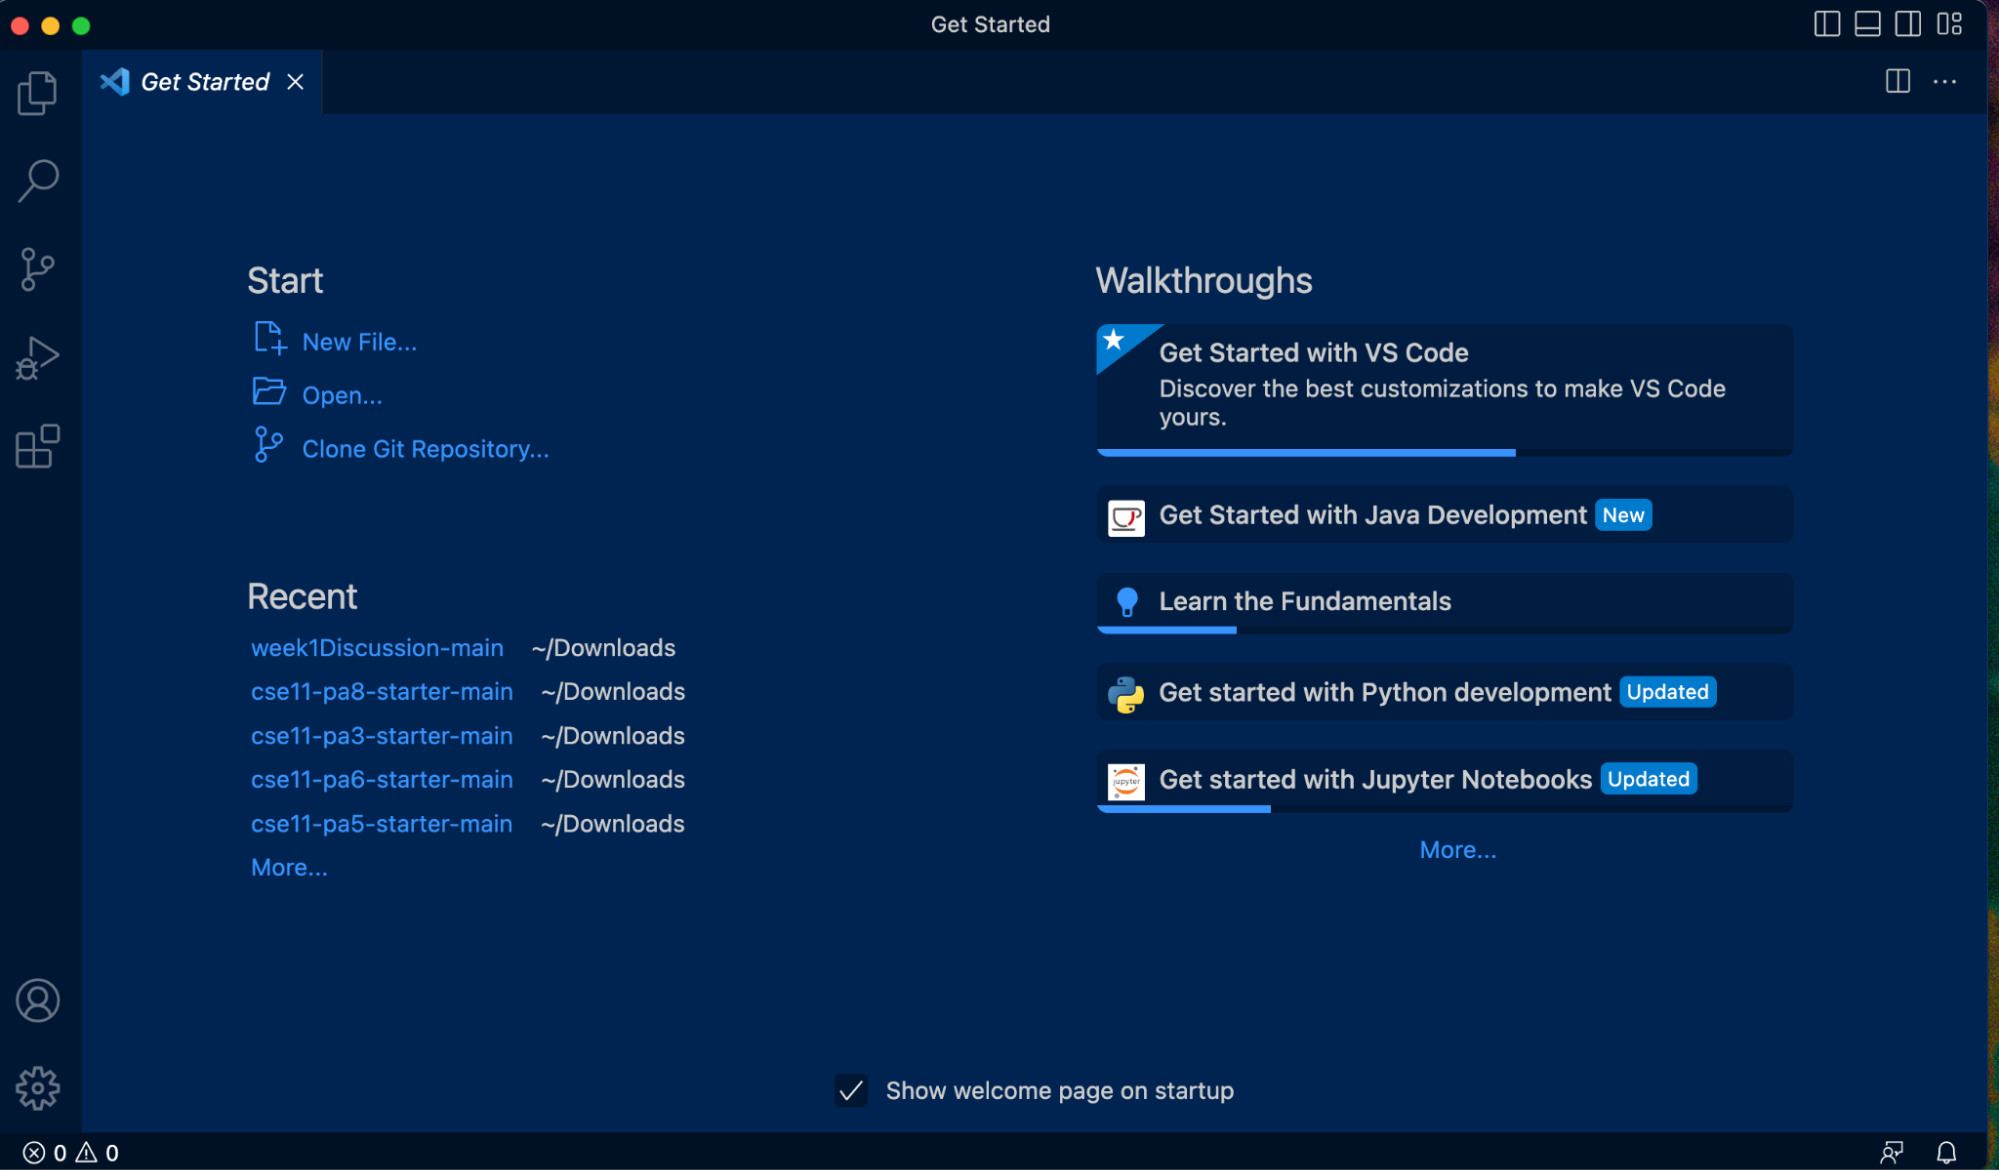 Get Started
Get Started
Start
New File...
Open...
Clone Git Repository...
Recent
week1Discussion-main ~/Downloads
cse11-pa8-starter-main ~/Downloads
cse11-pa3-starter-main ~/Downloads
cse11-pa6-starter-main ~/Downloads
cse11-pa5-starter-main ~/Downloads
More...
Walkthroughs
Get Started with VS Code
Discover the best customizations to make VS Code
yours.
Get Started with Java Development New
Learn the Fundamentals
Get started with Python development Updated
jupyter
Get started with Jupyter Notebooks Updated
More...
Show welcome page on startup
0 0